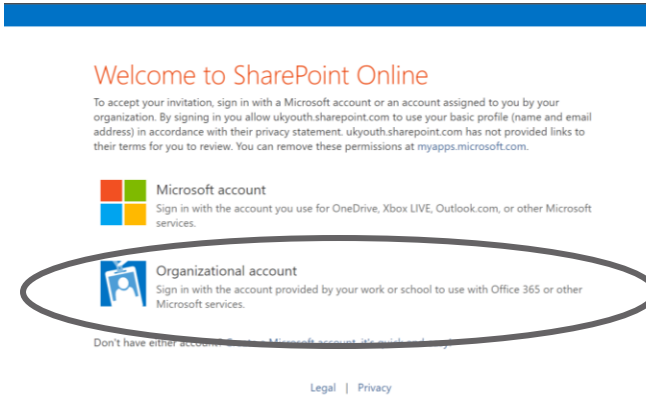 Welcome to SharePoint Online
To accept your invitation, sign in with a Microsoft account or an account assigned to you by your
organization. By signing in you allow ukyouth.sharepoint.com to use your basic profile (name and email
address) in accordance with their privacy statement. ukyouth.sharepoint.com has not provided links to
their terms for you to review. You can remove these permissions at myapps.microsoft.com.
Microsoft account
Sign in with the account you use for OneDrive, Xbox LIVE, Outlook.com, or other Microsoft
services.
Organizational account
Sign in with the account provided by your work or school to use with Office 365 or other
Microsoft services.
Don't have either account?
Legal | Privacy